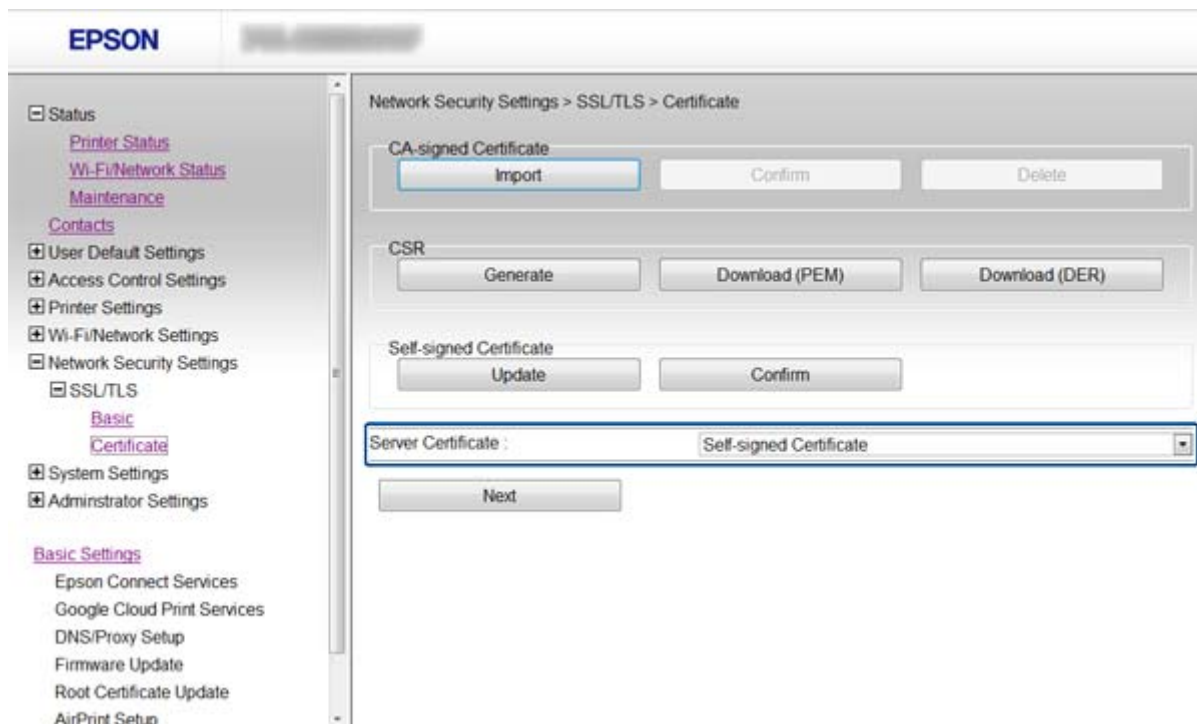 EPSON
Status
Printer Status
Wi-Fi/Network Status
Maintenance
Contacts
User Default Settings
Access Control Settings
Printer Settings
Wi-Fi/Network Settings
Network Security Settings
SSL/TLS
Basic
Certificate
System Settings
Adminstrator Settings
Basic Settings
Epson Connect Services
Google Cloud Print Services
DNS/Proxy Setup
Firmware Update
Root Certificate Update
AirPrint Setup
Network Security Settings > SSL/TLS > Certificate
CA-signed Certificate
Import Confirm Delete
CSR
Generate Download (PEM) Download (DER)
Self-signed Certificate
Update Confirm
Server Certificate : Self-signed Certificate
Next